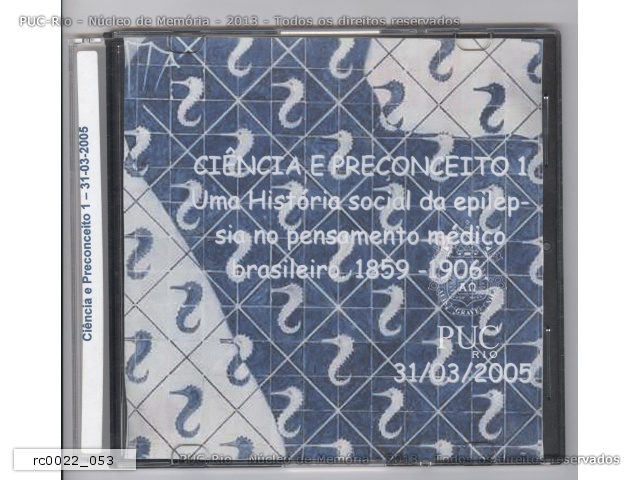 PUC-Rio - Núcleo de Memória - 2013 - Todos os direitos reservados
Ciência e Preconceito 1 – 31-03-2005
CIÊNCIA E PRECONCEITO 1
Uma História social da epilep-
sia no pensamento médico
brasileiro, 1859 -1906
PUC
RIO
31/03/2005
rc0022_053
PUC-Rio - Núcleo de Memória - 2013 - Todos os direitos reservados